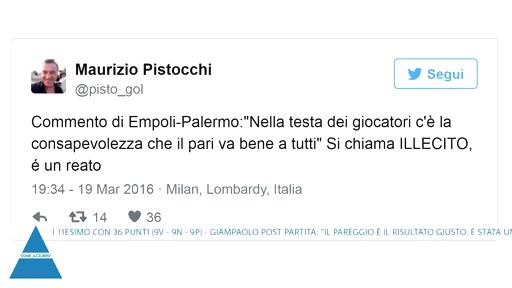 Maurizio Pistocchi
@pisto_gol
Segui
Commento di Empoli-Palermo:"Nella testa dei giocatori c'è la
consapevolezza che il pari va bene a tutti" Si chiama ILLECITO,
é un reato
19:34 - 19 Mar 2016 · Milan, Lombardy, Italia
14 36
11ESIMO CON 36 PUNTI (9V - 9N - 9P) - GIAMPAOLO POST PARTITA: "IL PAREGGIO È IL RISULTATO GIUSTO. È STATA UN